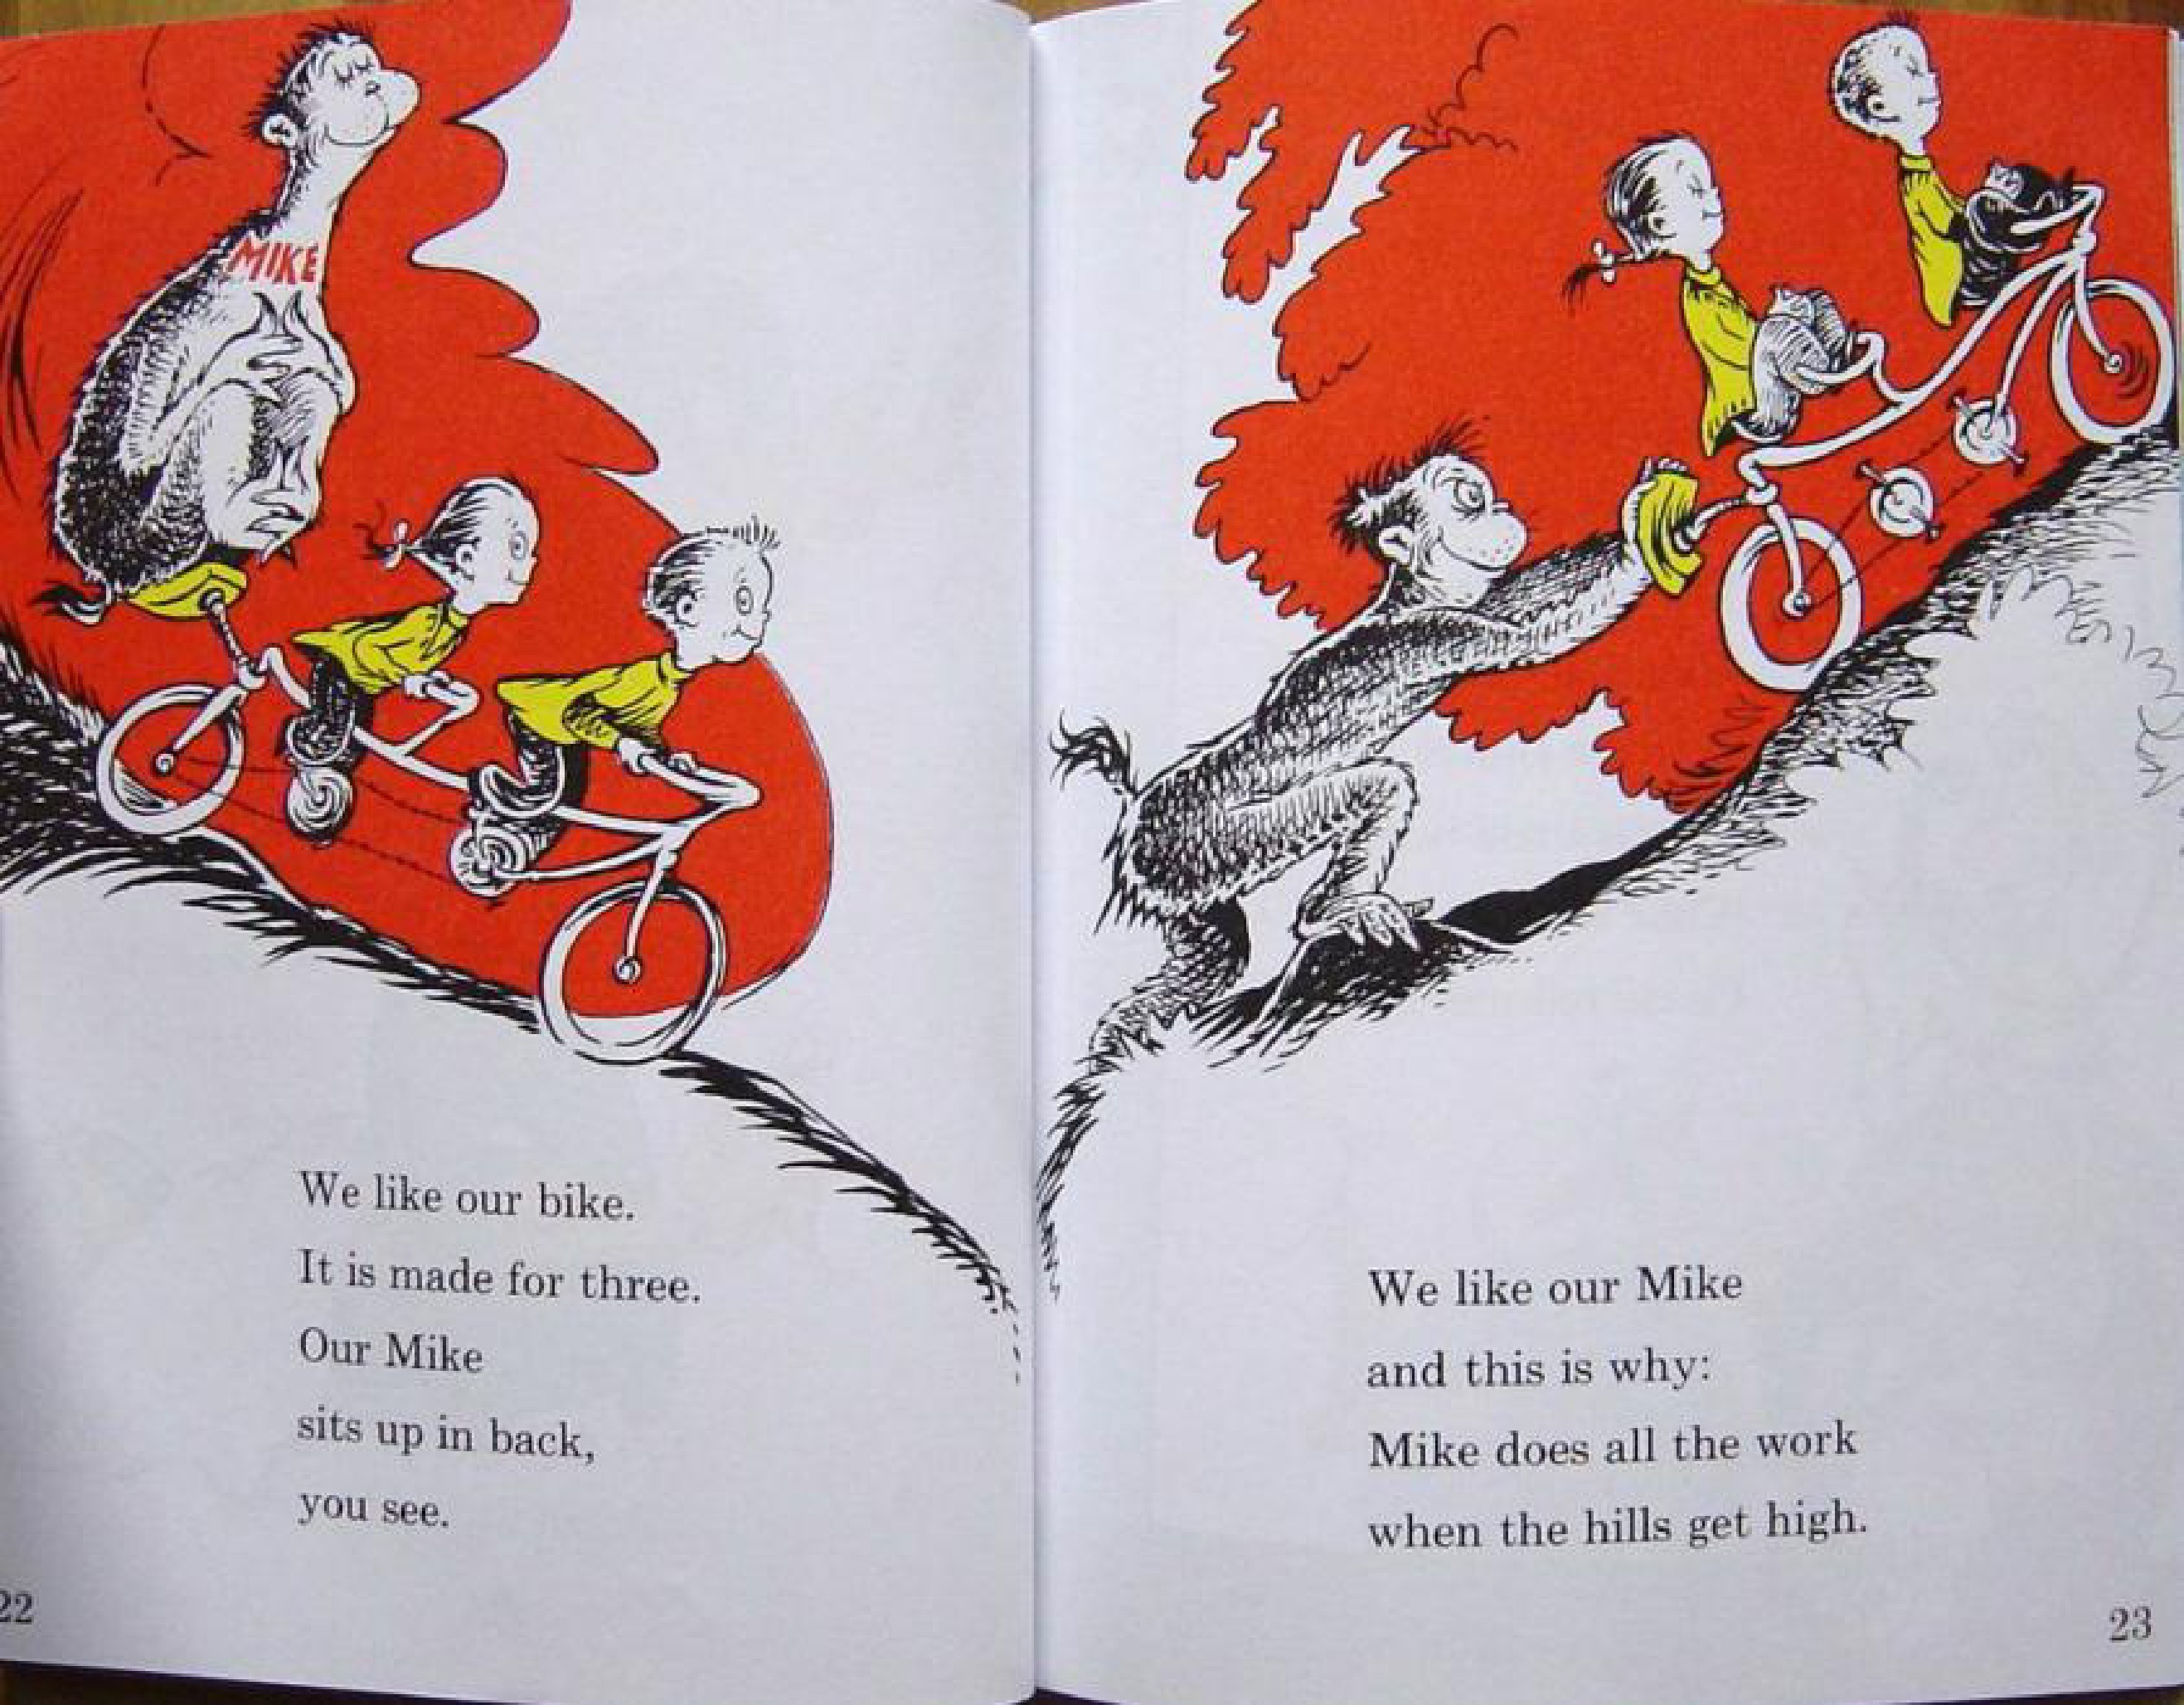 MIKE
We like our bike.
It is made for three.
Our Mike
sits up in back,
you see.
22
We like our Mike
and this is why:
Mike does all the work
when the hills get high.
23